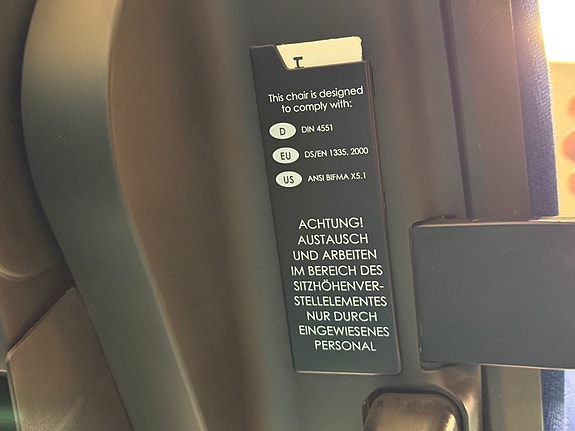 This chair is designed
to comply with:
D DIN 4551
EU DS/EN 1335, 2000
US ANSI BIFMA X5.1
ACHTUNG!
AUSTAUSCH
UND ARBEITEN
IM BEREICH DES
SITZHÖHENVER-
STELLELEMENTES
NUR DURCH
EINGEWIESENES
PERSONAL